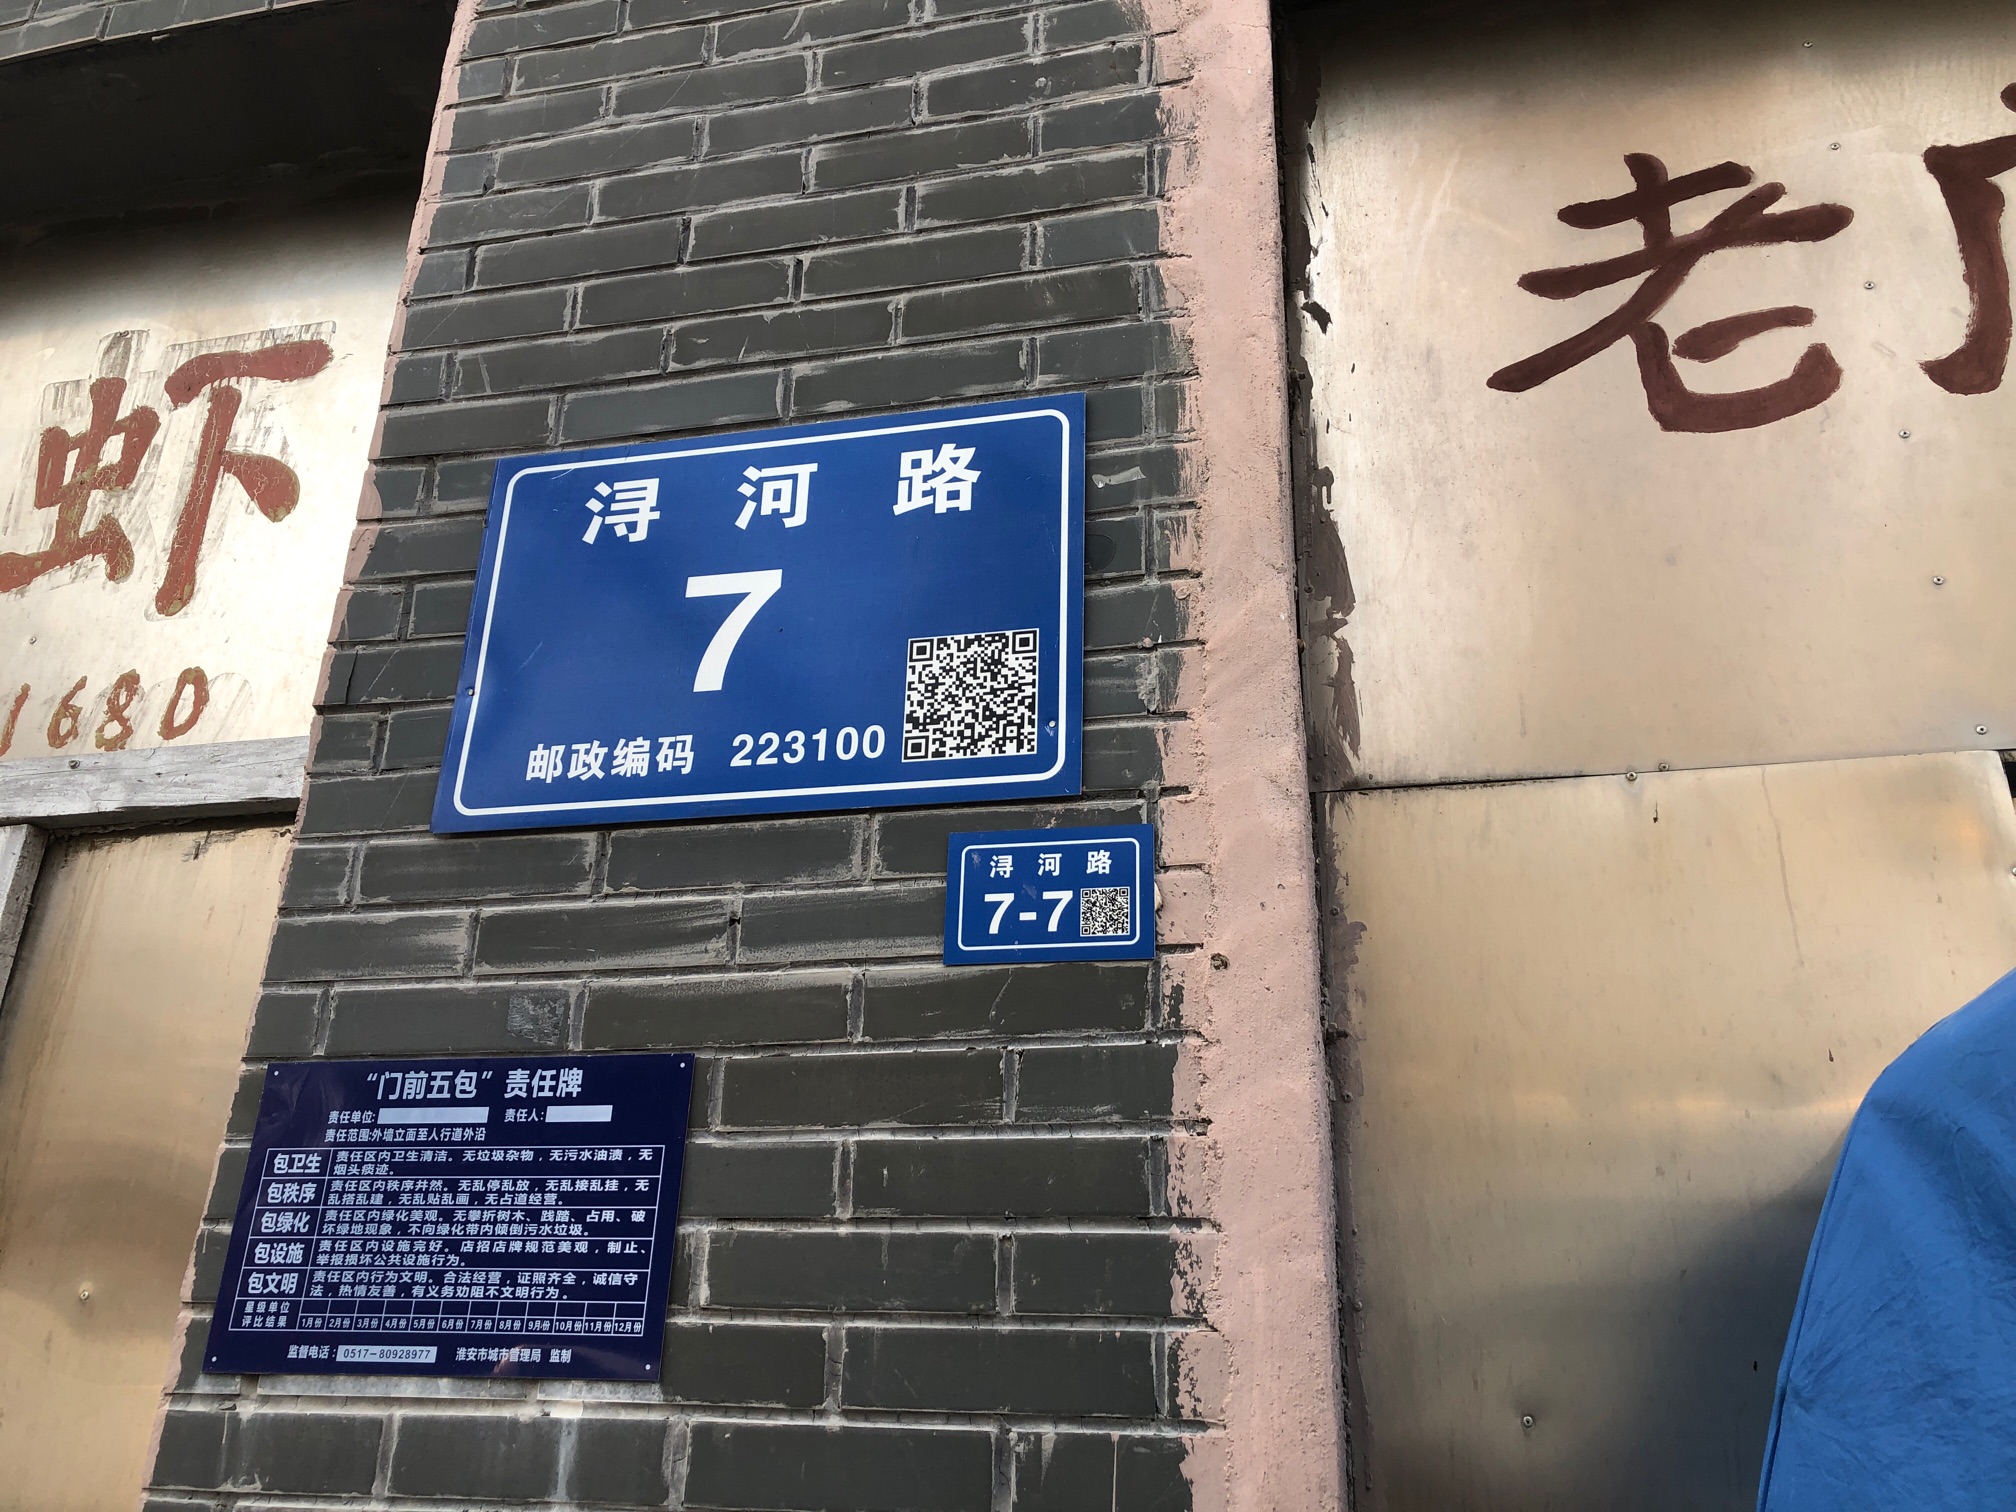 虾
1680
老
浔河路
7
邮政编码 223100
浔河路
7-7
“门前五包”责任牌
责任单位: 责任人:
责任范围:外墙立面至人行道外沿
包卫生 责任区内卫生清洁。无垃圾杂物，无污水油渍，无
烟头痰迹。
包秩序 责任区内秩序井然。无乱停乱放，无乱接乱挂，无
乱搭乱建，无乱贴乱画，无占道经营。
包绿化 责任区内绿化美观。无攀折树木、践踏、占用、破
坏绿地现象，不向绿化带内倾倒污水垃圾。
包设施 责任区内设施完好。店招店牌规范美观，制止、
举报损坏公共设施行为。
包文明 责任区内行为文明。合法经营，证照齐全，诚信守
法，热情友善，有义务劝阻不文明行为。
星级单位
评比结果 1月份 2月份 3月份 4月份 5月份 6月份 7月份 8月份 9月份 10月份 11月份 12月份
监督电话：0517-80928977 淮安市城市管理局 监制